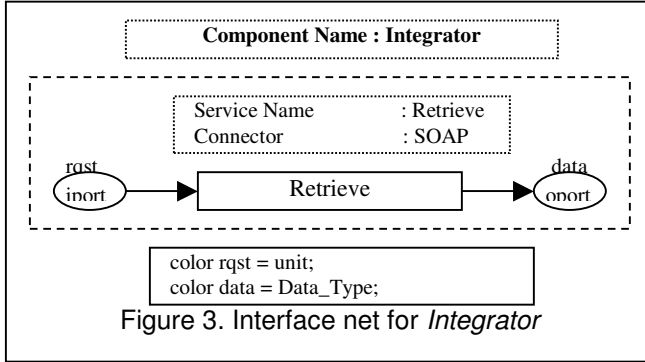 Component Name : Integrator
Service Name : Retrieve
Connector : SOAP
rqst
data
iport
Retrieve
oport
color rqst = unit;
color data = Data_Type;
Figure 3. Interface net for Integrator